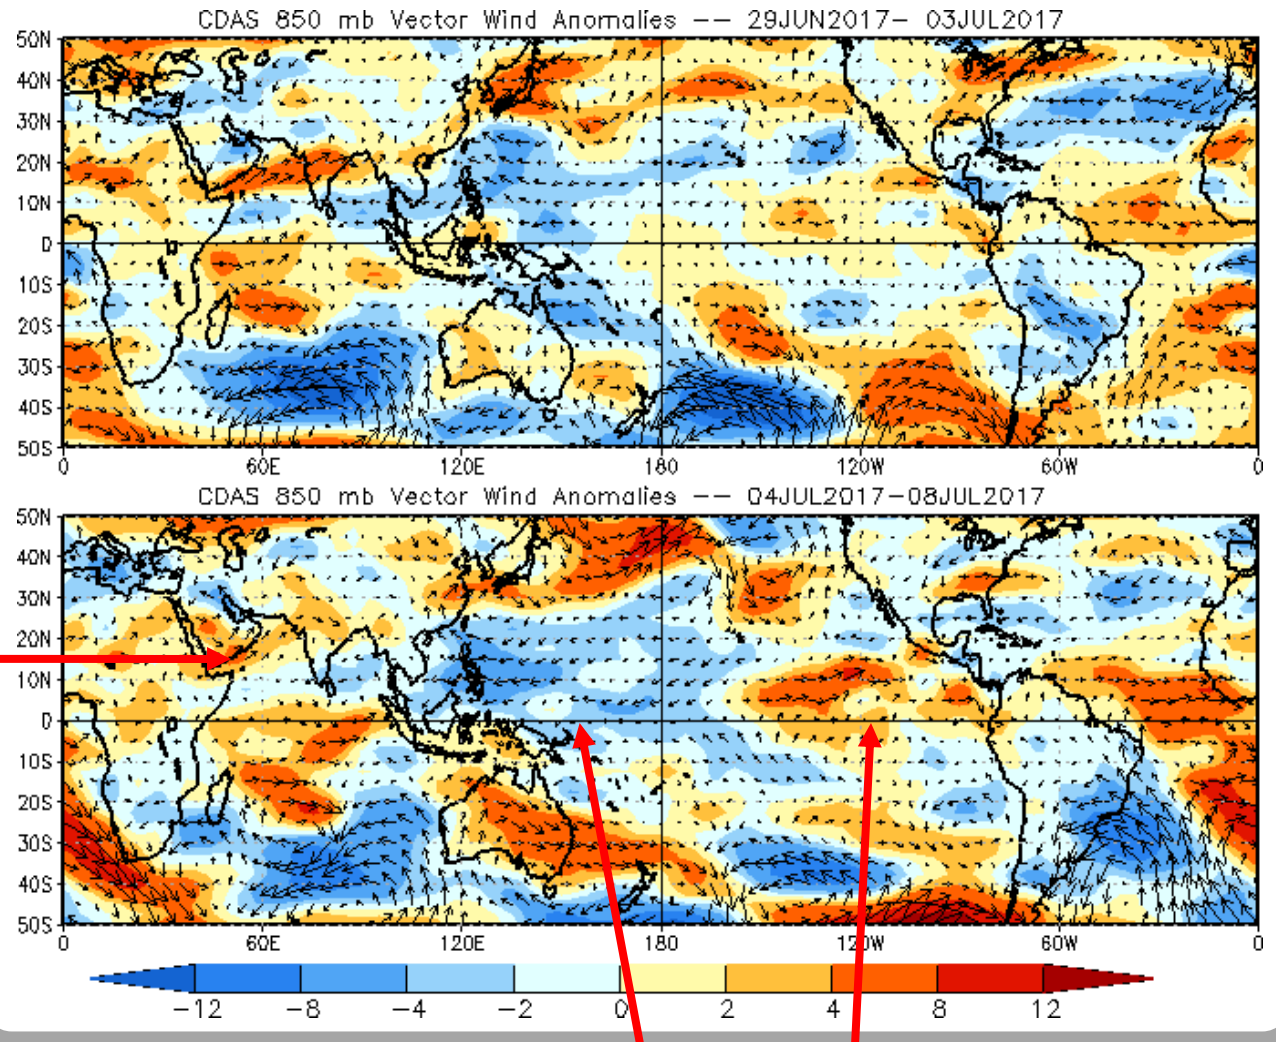 CDAS 850 mb Vector Wind Anomalies -- 29JUN2017- 03JUL2017
50N
40N
30N
20N
10N
0
10S
20S
30S
40S
50S
0 60E 120E 180 120W 60W 0
CDAS 850 mb Vector Wind Anomalies -- 04JUL2017-08JUL2017
50N
40N
30N
20N
10N
0
10S
20S
30S
40S
50S
0 60E 120E 180 120W 60W 0
-12 -8 -4 -2 0 2 4 8 12